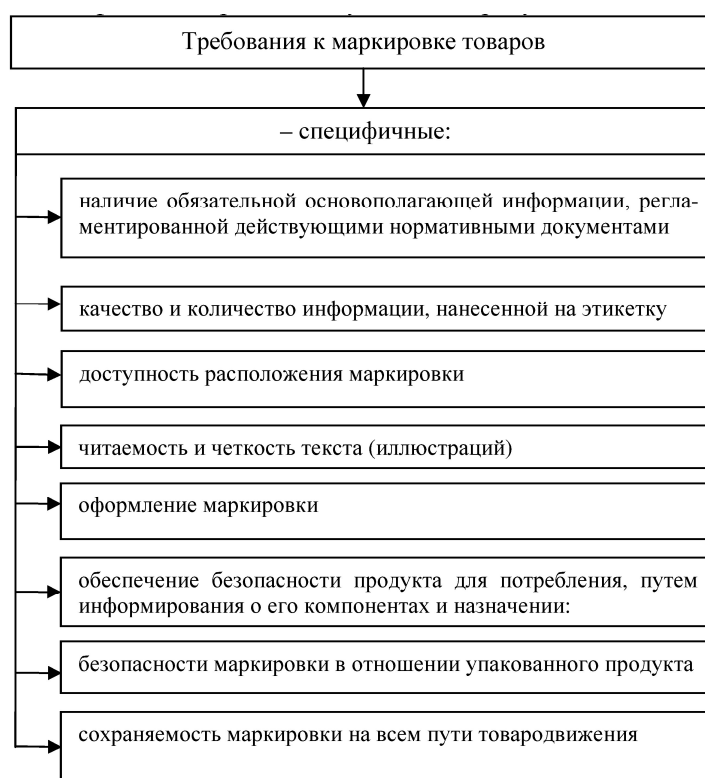 Требования к маркировке товаров
– специфичные:
наличие обязательной основополагающей информации, регла-
ментированной действующими нормативными документами
качество и количество информации, нанесенной на этикетку
доступность расположения маркировки
читаемость и четкость текста (иллюстраций)
оформление маркировки
обеспечение безопасности продукта для потребления, путем
информирования о его компонентах и назначении:
безопасности маркировки в отношении упакованного продукта
сохраняемость маркировки на всем пути товародвижения